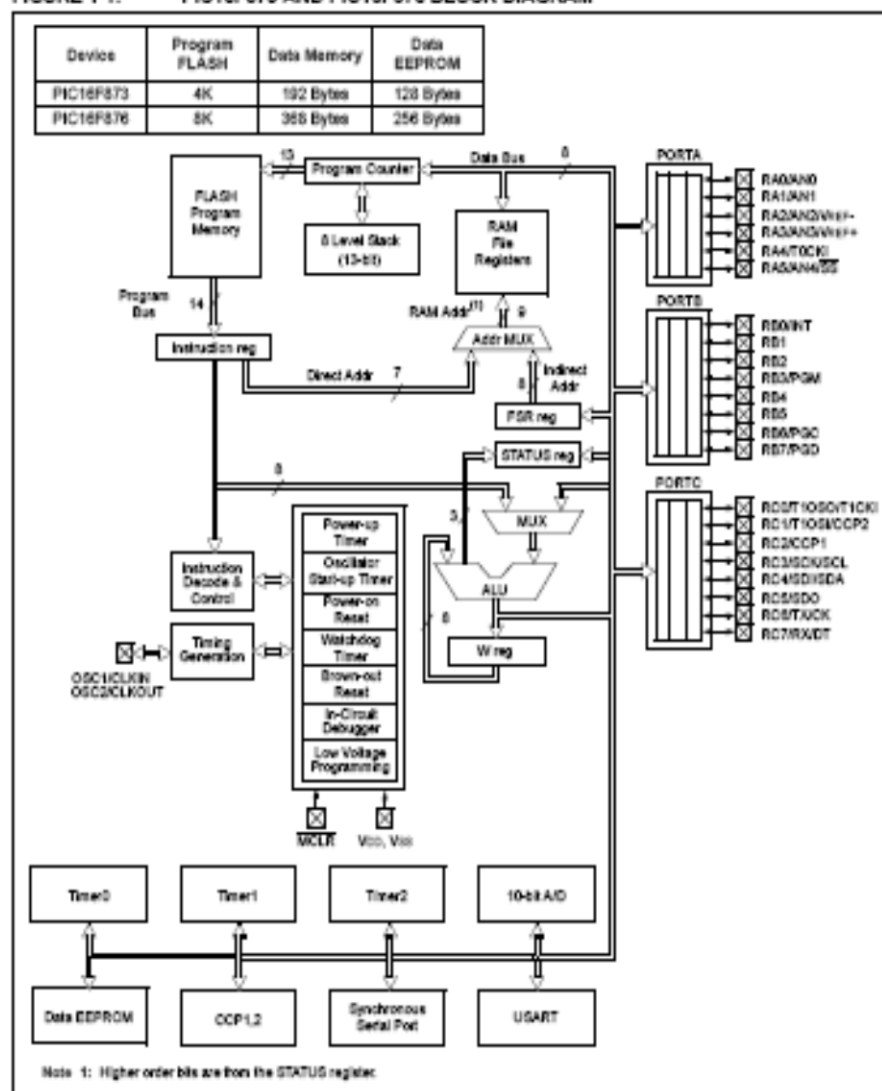 Device Program FLASH Data Memory Data EEPROM
PIC16F873 4K 192 Bytes 128 Bytes
PIC16F876 8K 368 Bytes 256 Bytes
13
Program Counter
Data Bus
8
PORTA
FLASH
Program
Memory
8 Level Stack
(13-bit)
RAM
File
Registers
RA0/AN0
RA1/AN1
RA2/AN2/VREF-
RA3/AN3/VREF+
RA4/T0CKI
RA5/AN4/SS
Program
Bus
14
RAM Addr(1)
9
PORTB
Instruction reg
Addr MUX
Direct Addr
7
8
Indirect
Addr
FSR reg
STATUS reg
RB0/INT
RB1
RB2
RB3/PGM
RB4
RB5
RB6/PGC
RB7/PGD
8
3
MUX
ALU
8
W reg
PORTC
RC0/T1OSO/T1CKI
RC1/T1OSI/CCP2
RC2/CCP1
RC3/SCK/SCL
RC4/SDI/SDA
RC5/SDO
RC6/TX/CK
RC7/RX/DT
Instruction
Decode &
Control
Timing
Generation
OSC1/CLKIN
OSC2/CLKOUT
Power-up
Timer
Oscillator
Start-up Timer
Power-on
Reset
Watchdog
Timer
Brown-out
Reset
In-Circuit
Debugger
Low Voltage
Programming
MCLR
VDD, VSS
Timer0
Timer1
Timer2
10-bit A/D
Data EEPROM
CCP1,2
Synchronous
Serial Port
USART
Note 1: Higher order bits are from the STATUS register.